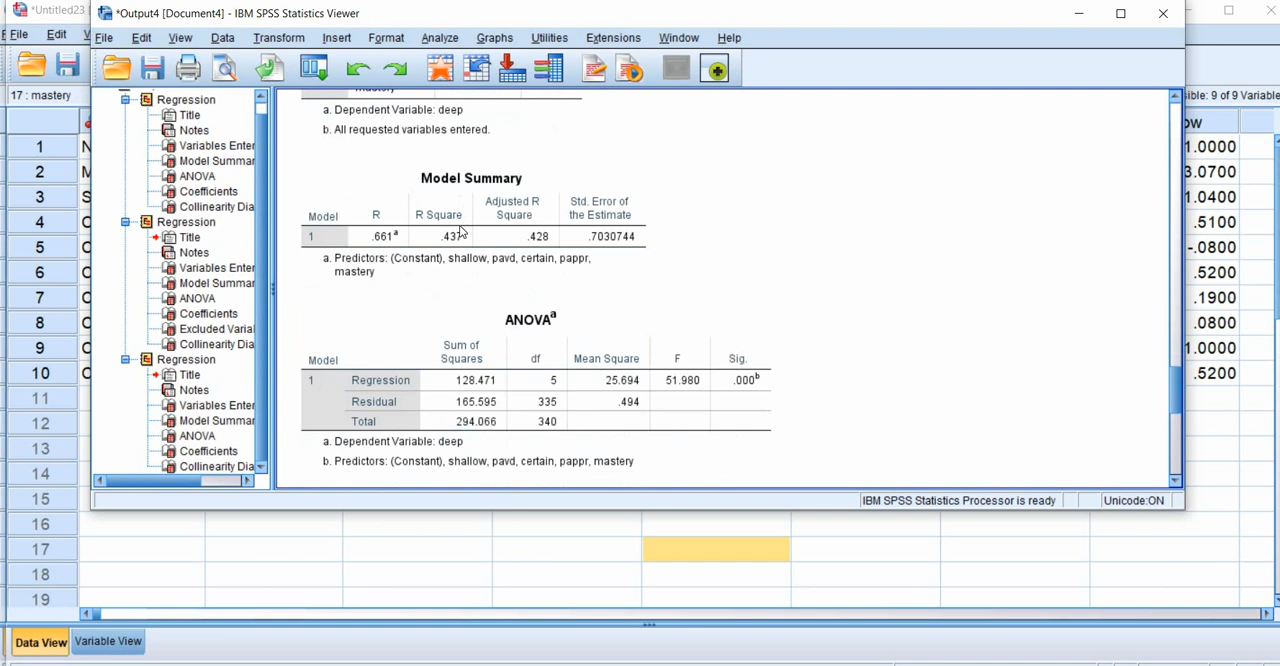 *Untitled23
*Output4 [Document4] - IBM SPSS Statistics Viewer
File Edit
File Edit View Data Transform Insert Format Analyze Graphs Utilities Extensions Window Help
17 : mastery
Regression
Title
Notes
Variables Enter
Model Summar
ANOVA
Coefficients
Collinearity Dia
Regression
Title
Notes
Variables Enter
Model Summar
ANOVA
Coefficients
Excluded Varial
Collinearity Dia
Regression
Title
Notes
Variables Enter
Model Summar
ANOVA
Coefficients
Collinearity Dia
mastery
a. Dependent Variable: deep
b. All requested variables entered.
Model Summary
Model R R Square Adjusted R Square Std. Error of the Estimate
1 .661a .437 .428 .7030744
a. Predictors: (Constant), shallow, pavd, certain, pappr,
mastery
ANOVAa
Model Sum of Squares df Mean Square F Sig.
1 Regression 128.471 5 25.694 51.980 .000b
Residual 165.595 335 .494
Total 294.066 340
a. Dependent Variable: deep
b. Predictors: (Constant), shallow, pavd, certain, pappr, mastery
IBM SPSS Statistics Processor is ready Unicode:ON
sible: 9 of 9 Variable
ow
1 N 1.0000
2 M 3.0700
3 S 1.0400
4 C .5100
5 C -.0800
6 C .5200
7 C .1900
8 C .0800
9 C 1.0000
10 C .5200
11
12
13
14
15
16
17
18
19
Data View Variable View